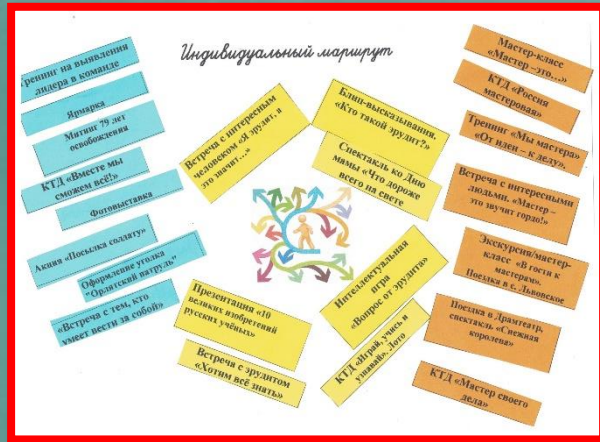 Индивидуальный маршрут
Тренинг на выявления
лидера в команде
Ярмарка
Митинг 79 лет
освобождения
КТД «Вместе мы
сможем всё!»
Фотовыставка
Акция «Посылка солдату»
Оформление уголка
"Орлятский патруль"
«Встреча с тем, кто
умеет вести за собой»
Встреча с интересным
человеком «Я эрудит, а
это значит…»
Блиц-высказывания.
«Кто такой эрудит?.»
Спектакль ко Дню
мамы «Что дороже
всего на свете
Презентация «10
великих изобретений
русских учёных»
Встреча с эрудитом
«Хотим всё знать»
Интеллектуальная
игра
«Вопрос от эрудита»
КТД «Играй, учись и
узнавай». Лото
Мастер-класс
«Мастер –это…»
КТД «Россия
мастеровая»
Тренинг «Мы мастера»
«От идеи – к делу».
Встреча с интересными
людьми. «Мастер –
это звучит гордо!»
Экскурсия/мастер-
класс «В гости к
мастерам».
Поездка в с. Львовское
Поездка в Драмтеатр,
спектакль «Снежная
королева»
КТД «Мастер своего
дела»